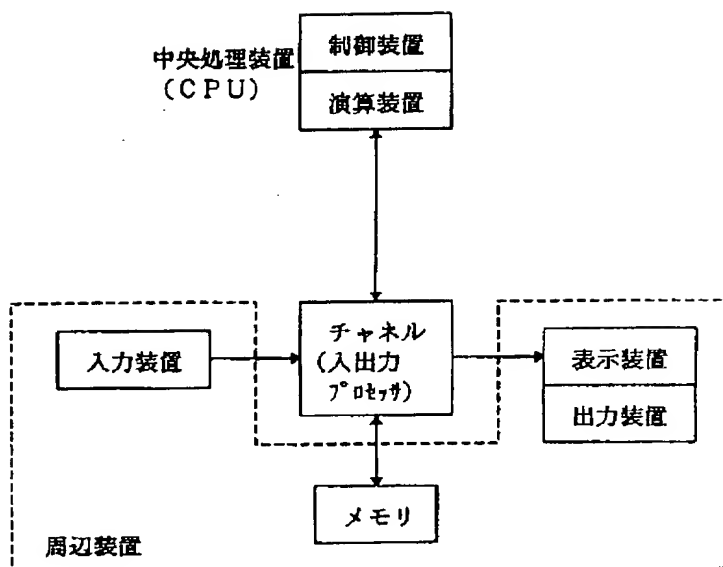 中央処理装置
(CPU)
制御装置
演算装置
入力装置
チャネル
(入出力
プロセッサ)
表示装置
出力装置
メモリ
周辺装置